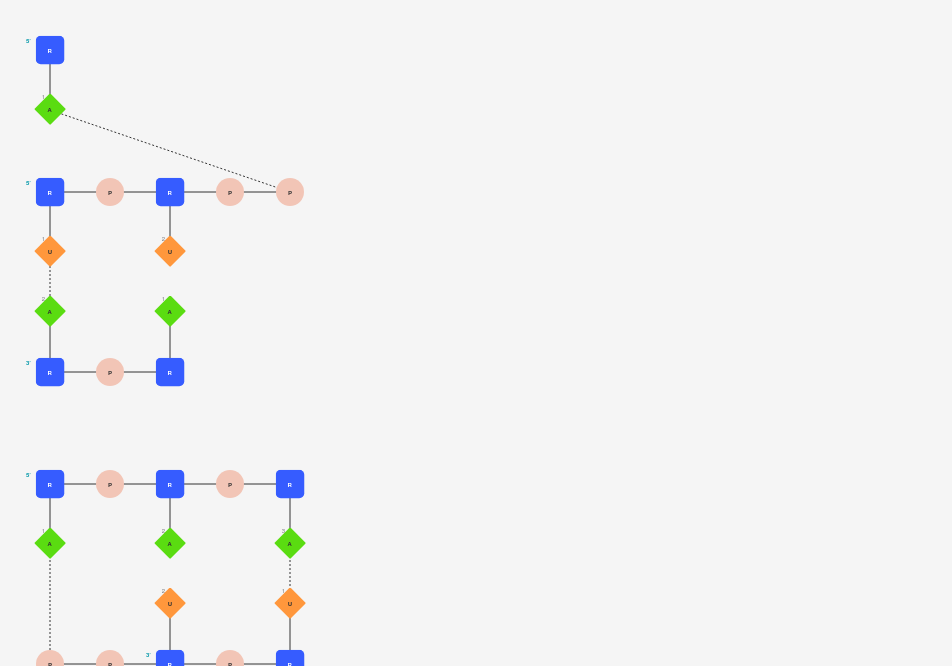 5' R
1 A
5' R P R P P
1 2
U U
2 1
A A
3' R P R
5' R P R P R
1 2 3
A A A
2 1
U U
3'
P P R P R